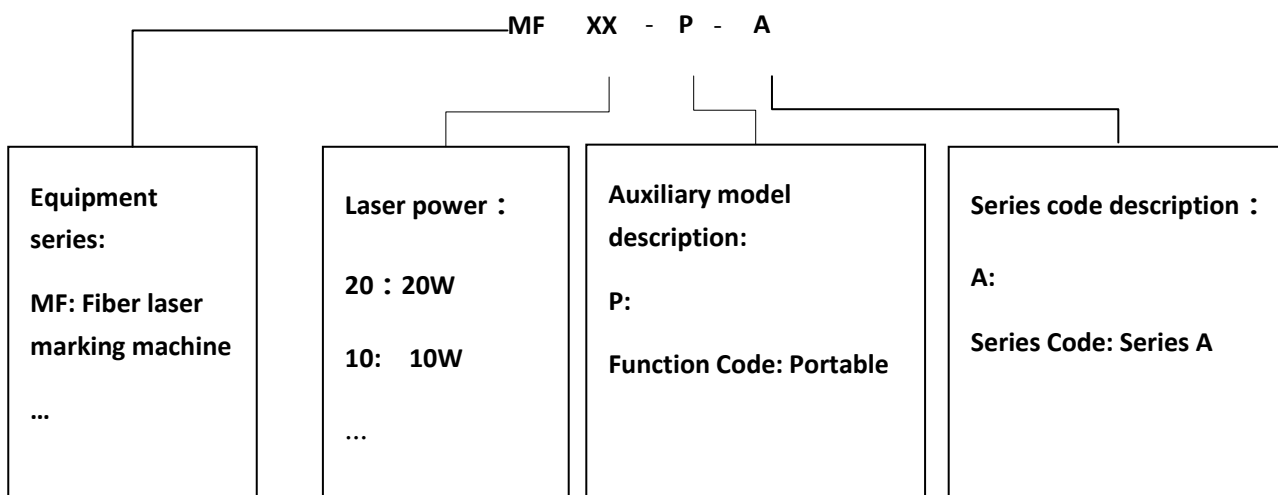 MF XX - P - A
Equipment
series:
MF: Fiber laser
marking machine
…
Laser power：
20：20W
10: 10W
…
Auxiliary model
description:
P:
Function Code: Portable
Series code description：
A:
Series Code: Series A